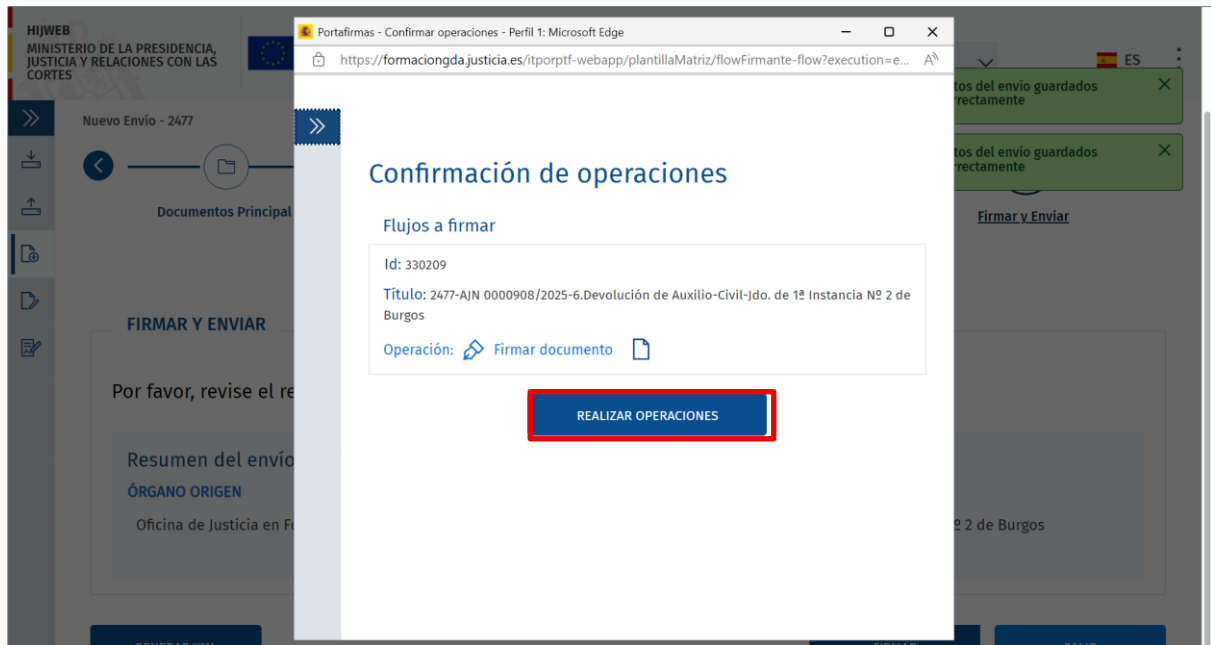 HIJWEB
MINISTERIO DE LA PRESIDENCIA,
JUSTICIA Y RELACIONES CON LAS
CORTES
ES
Nuevo Envío - 2477
Documentos Principal
Firmar y Enviar
tos del envío guardados
rrectamente
tos del envío guardados
rrectamente
FIRMAR Y ENVIAR
Por favor, revise el re
Resumen del envío
ÓRGANO ORIGEN
Oficina de Justicia en
º 2 de Burgos
Portafirmas - Confirmar operaciones - Perfil 1: Microsoft Edge
https://formaciongda.justicia.es/itporptf-webapp/plantillaMatriz/flowFirmante-flow?execution=e...
Confirmación de operaciones
Flujos a firmar
Id: 330209
Título: 2477-AJN 0000908/2025-6.Devolución de Auxilio-Civil-Jdo. de 1ª Instancia Nº 2 de
Burgos
Operación: Firmar documento
REALIZAR OPERACIONES